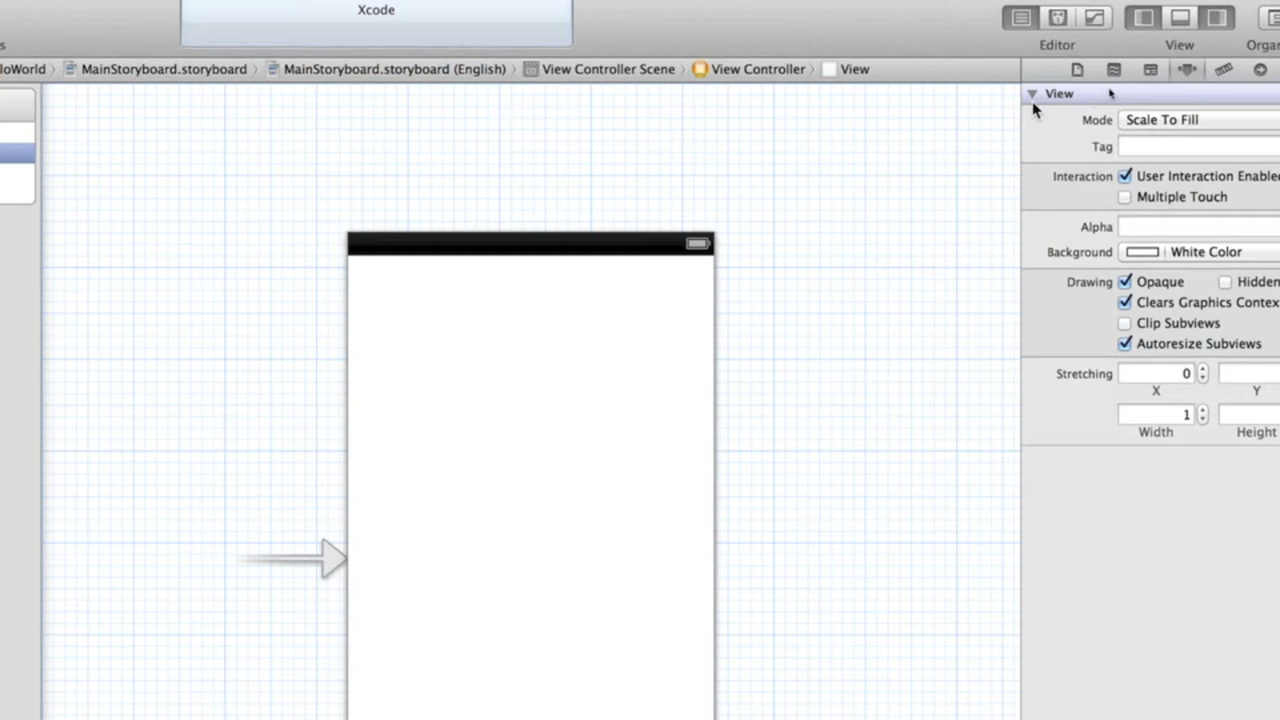 Xcode
s
Editor
View
Organ
loWorld
MainStoryboard.storyboard
MainStoryboard.storyboard (English)
View Controller Scene
View Controller
View
View
Mode
Scale To Fill
Tag
Interaction
User Interaction Enable
Multiple Touch
Alpha
Background
White Color
Drawing
Opaque
Hidden
Clears Graphics Contex
Clip Subviews
Autoresize Subviews
Stretching
0
X
Y
1
Width
Height